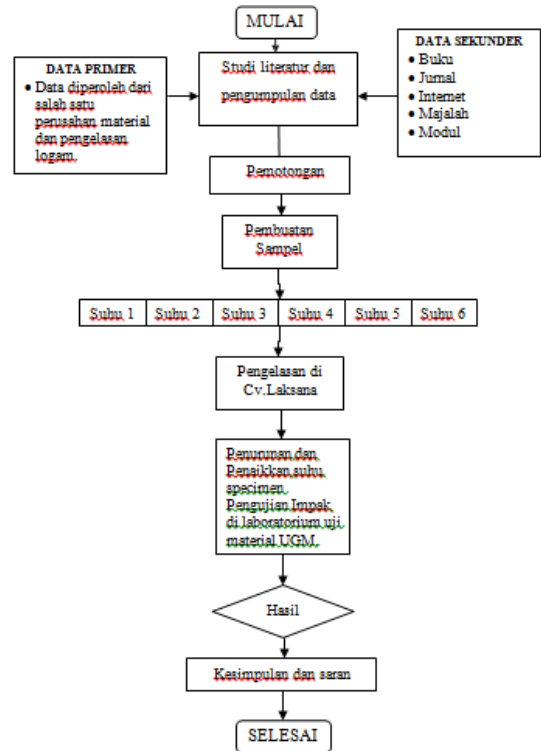 MULAI
DATA PRIMER
• Data diperoleh dari
salah satu
perusahan material
dan pengelasan
logam.
Studi literatur dan
pengumpulan data
DATA SEKUNDER
• Buku
• Jurnal
• Internet
• Majalah
• Modul
Pemotongan
Pembuatan
Sampel
Suhu 1 Suhu 2 Suhu 3 Suhu 4 Suhu 5 Suhu 6
Pengelasan di
Cv.Laksana
Penurunan dan
Penaikkan suhu
specimen.
Pengujian Impak
di laboratorium uji
material UGM.
Hasil
Kesimpulan dan saran
SELESAI